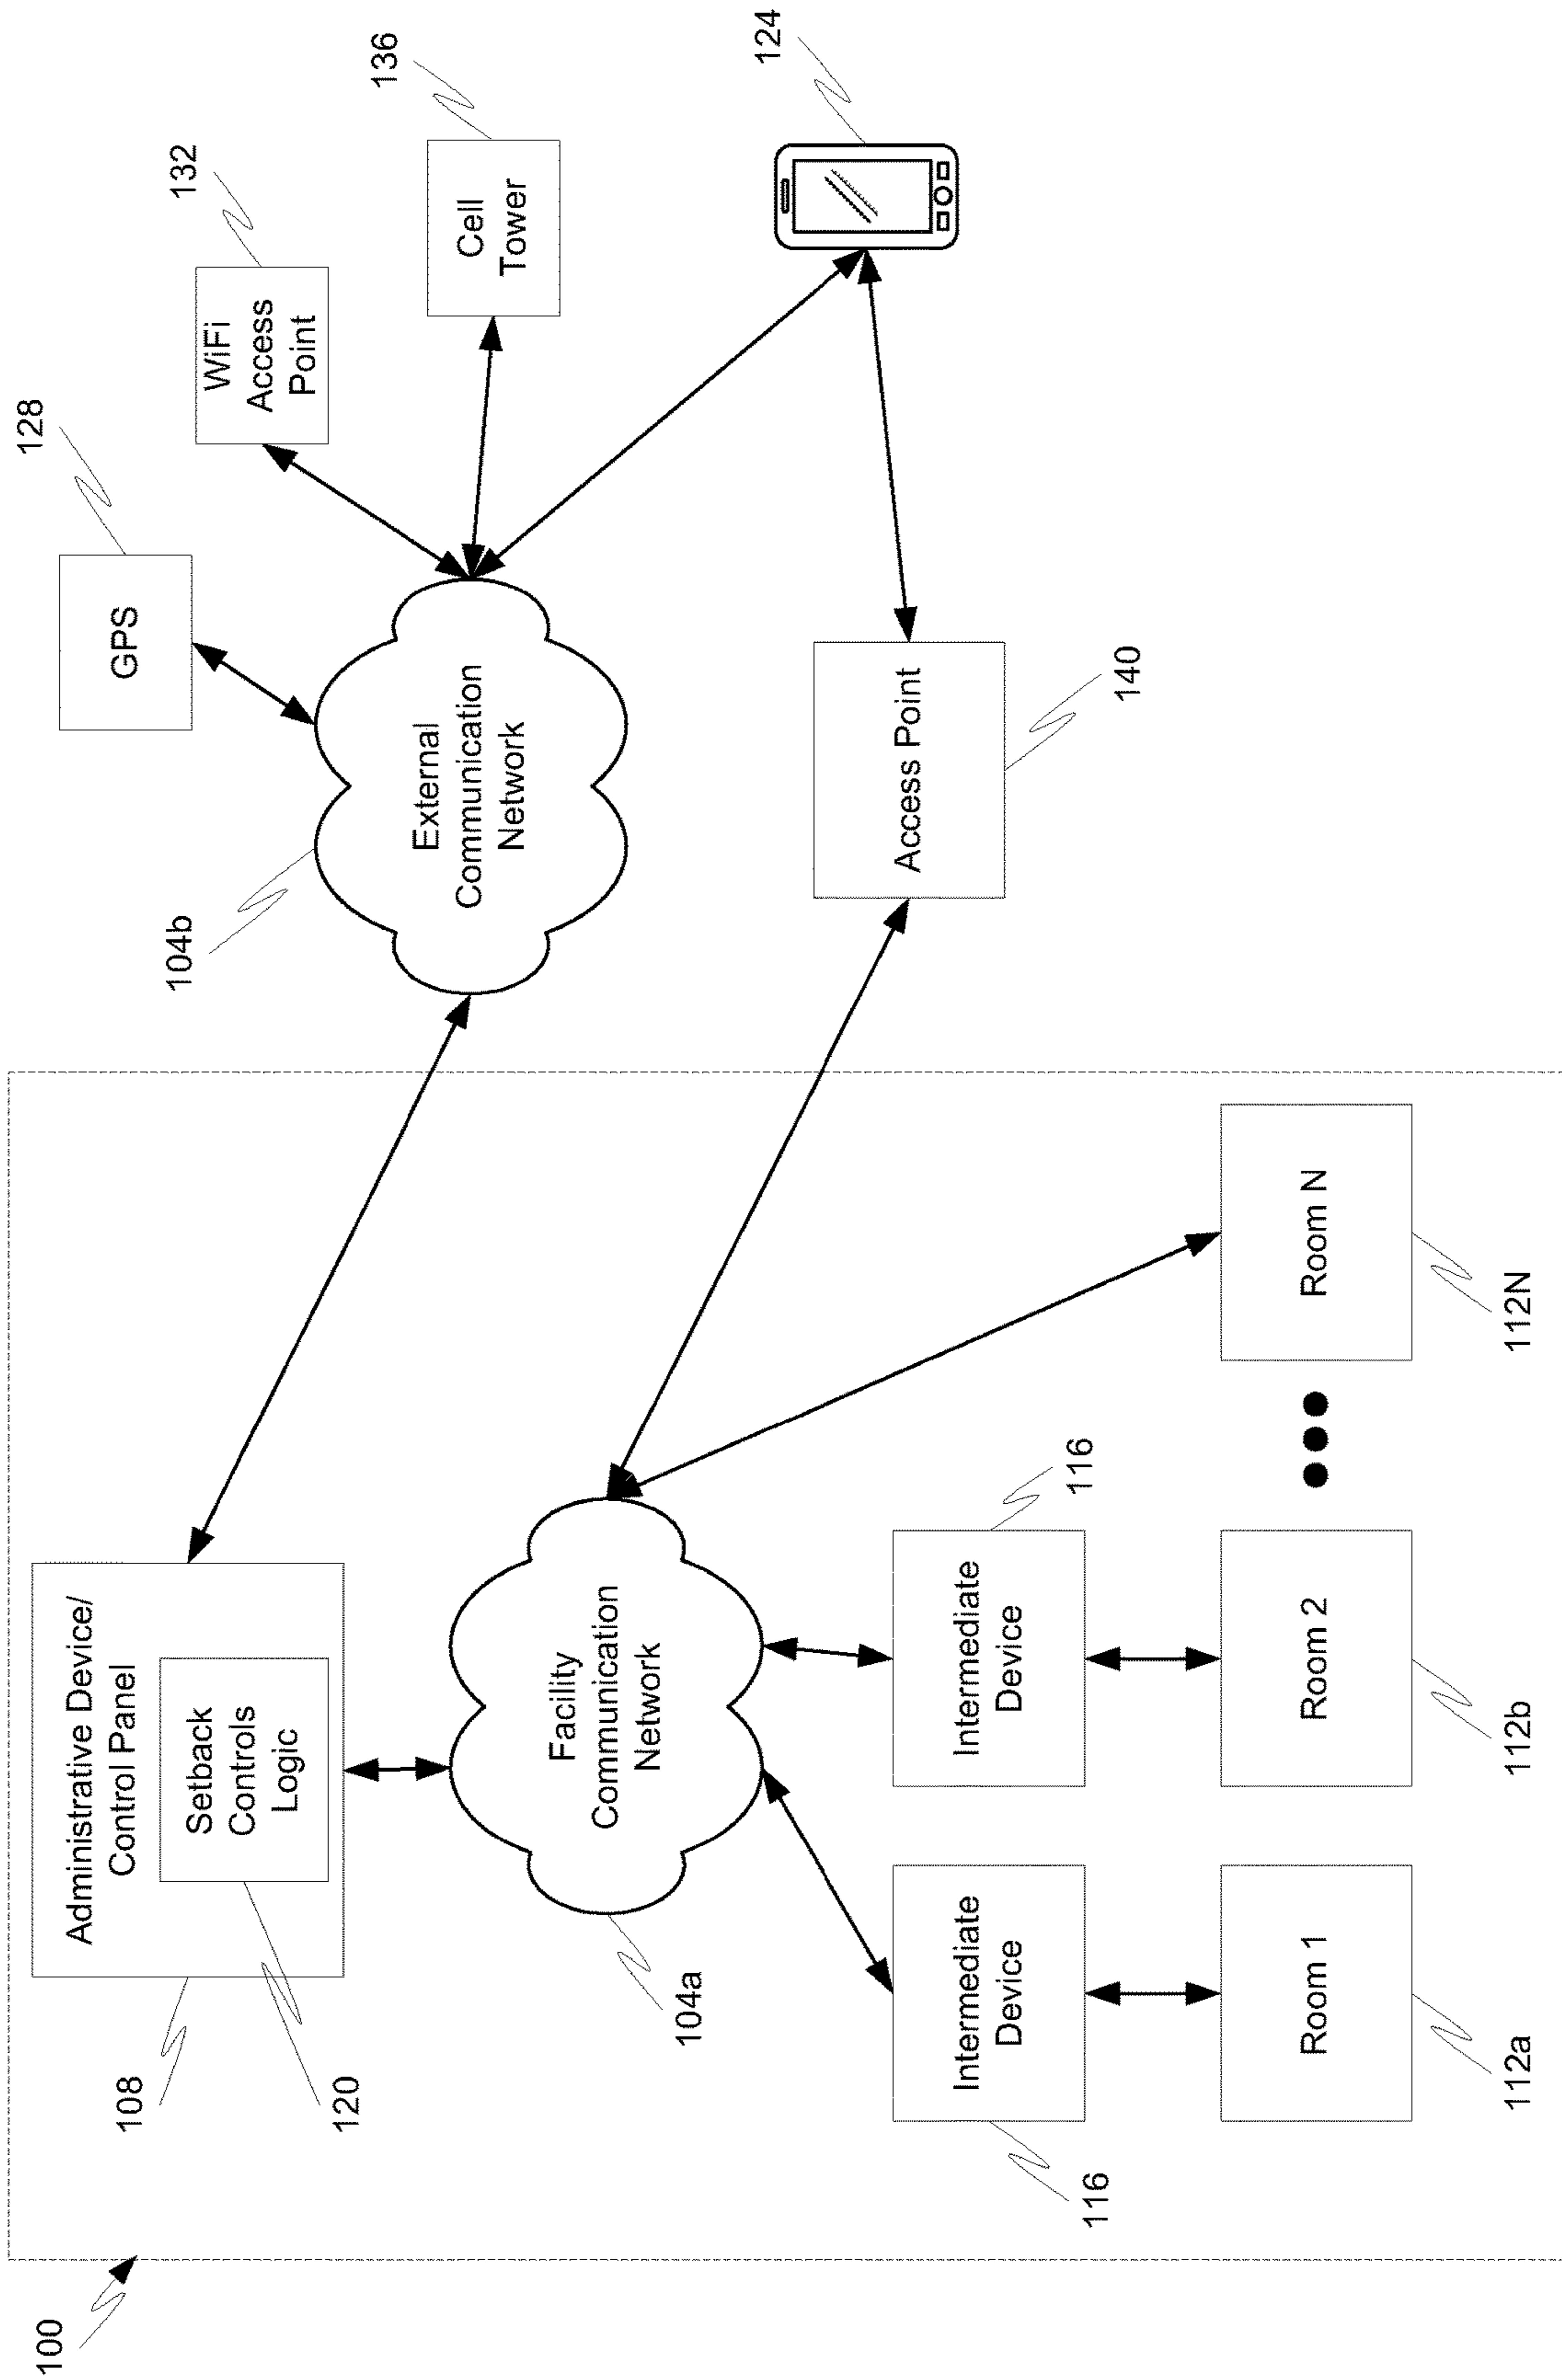 100
108
Administrative Device/
Control Panel
120
Setback
Controls
Logic
104a
Facility
Communication
Network
116
Intermediate
Device
116
Intermediate
Device
112a
Room 1
112b
Room 2
112N
Room N
104b
External
Communication
Network
128
GPS
132
WiFi
Access
Point
136
Cell
Tower
124
140
Access Point